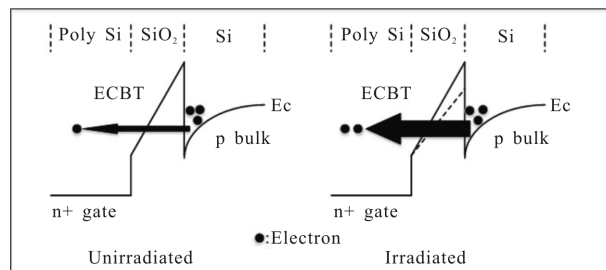 Poly Si SiO₂ Si
ECBT
Ec
p bulk
n+ gate
Unirradiated
Poly Si SiO₂ Si
ECBT
Ec
p bulk
n+ gate
Irradiated
:Electron